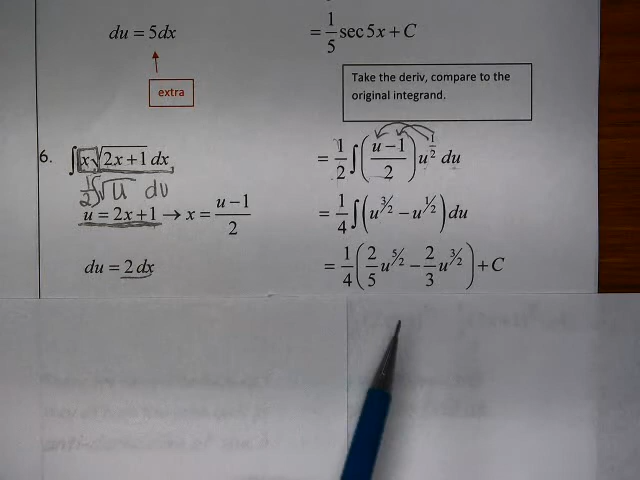 du = 5dx
= 1/5 sec 5x + C
extra
Take the deriv, compare to the
original integrand.
6. ∫ x√(2x+1) dx
= 1/2 ∫ ((u−1)/2) u^(1/2) du
1/2 ∫ √u du
u = 2x+1 → x = (u−1)/2
= 1/4 ∫ (u^(3/2) − u^(1/2)) du
du = 2 dx
= 1/4 (2/5 u^(5/2) − 2/3 u^(3/2)) + C